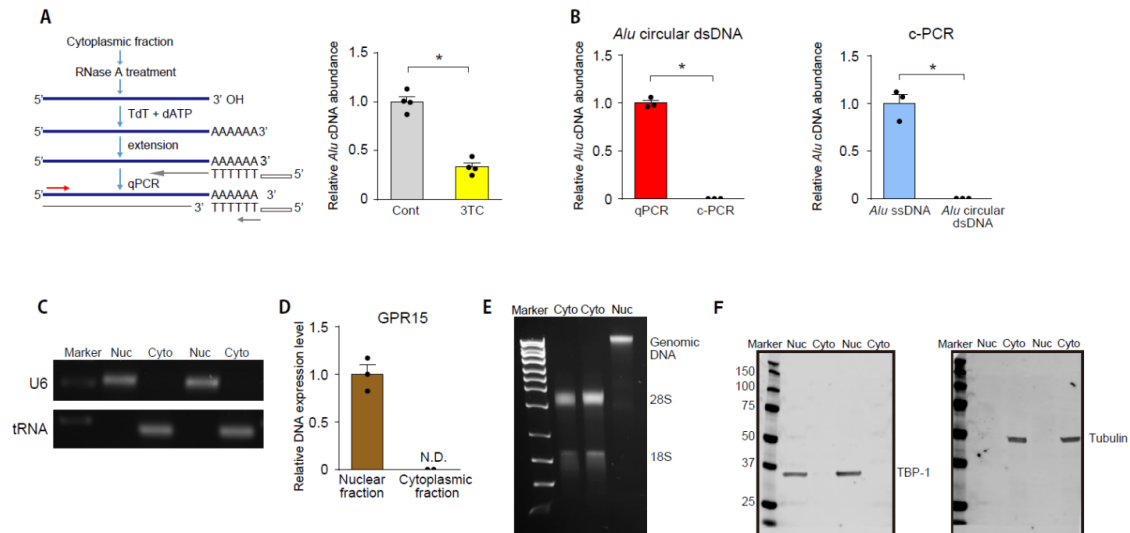 A
Cytoplasmic fraction
RNase A treatment
5' 3' OH
TdT + dATP
5' AAAAAA3'
extension
5' AAAAAA 3'
TTTTTT 5'
qPCR
5' AAAAAA 3'
3' TTTTTT 5'
Relative Alu cDNA abundance
1.5
1.0
0.5
0
*
Cont 3TC
B
Alu circular dsDNA
Relative Alu cDNA abundance
1.5
1.0
0.5
0
*
qPCR c-PCR
c-PCR
Relative Alu cDNA abundance
1.5
1.0
0.5
0
*
Alu ssDNA Alu circular
dsDNA
C
Marker Nuc Cyto Nuc Cyto
U6
tRNA
D
GPR15
Relative DNA expression level
1.5
1.0
0.5
0
N.D.
Nuclear Cytoplasmic
fraction fraction
E
Marker Cyto Cyto Nuc
Genomic
DNA
28S
18S
F
Marker Nuc Cyto Nuc Cyto
150
100
75
50
37
25
TBP-1
Marker Nuc Cyto Nuc Cyto
150
100
75
50
37
25
Tubulin